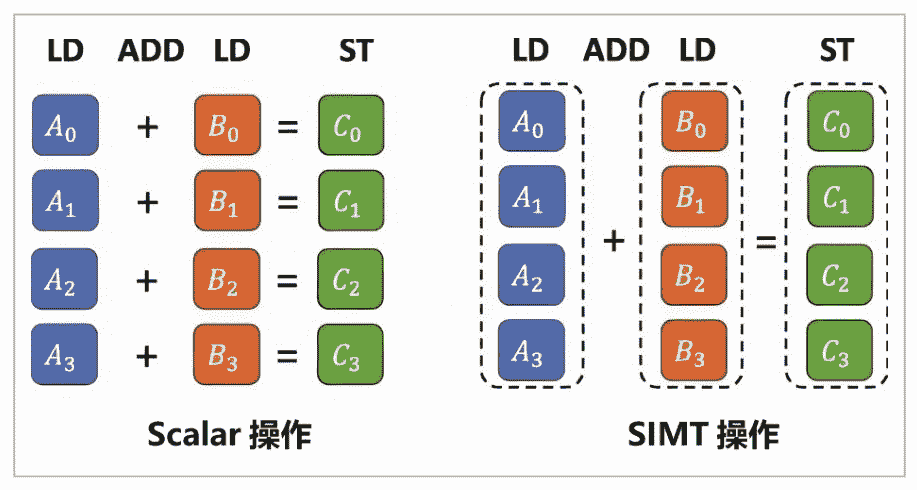 LD ADD LD ST
A₀ + B₀ = C₀
A₁ + B₁ = C₁
A₂ + B₂ = C₂
A₃ + B₃ = C₃
Scalar 操作
LD ADD LD ST
A₀ B₀ C₀
A₁ B₁ C₁
+ =
A₂ B₂ C₂
A₃ B₃ C₃
SIMT 操作